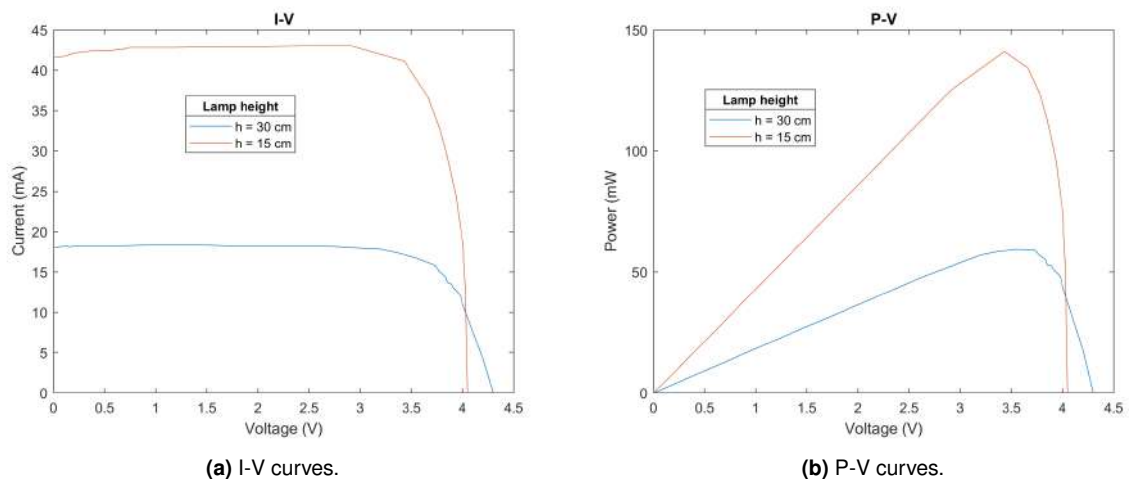 I-V
45
40
35
30
25
20
15
10
5
0
Current (mA)
Lamp height
h = 30 cm
h = 15 cm
0 0.5 1 1.5 2 2.5 3 3.5 4 4.5
Voltage (V)
(a) I-V curves.
P-V
150
100
50
0
Power (mW)
Lamp height
h = 30 cm
h = 15 cm
0 0.5 1 1.5 2 2.5 3 3.5 4 4.5
Voltage (V)
(b) P-V curves.